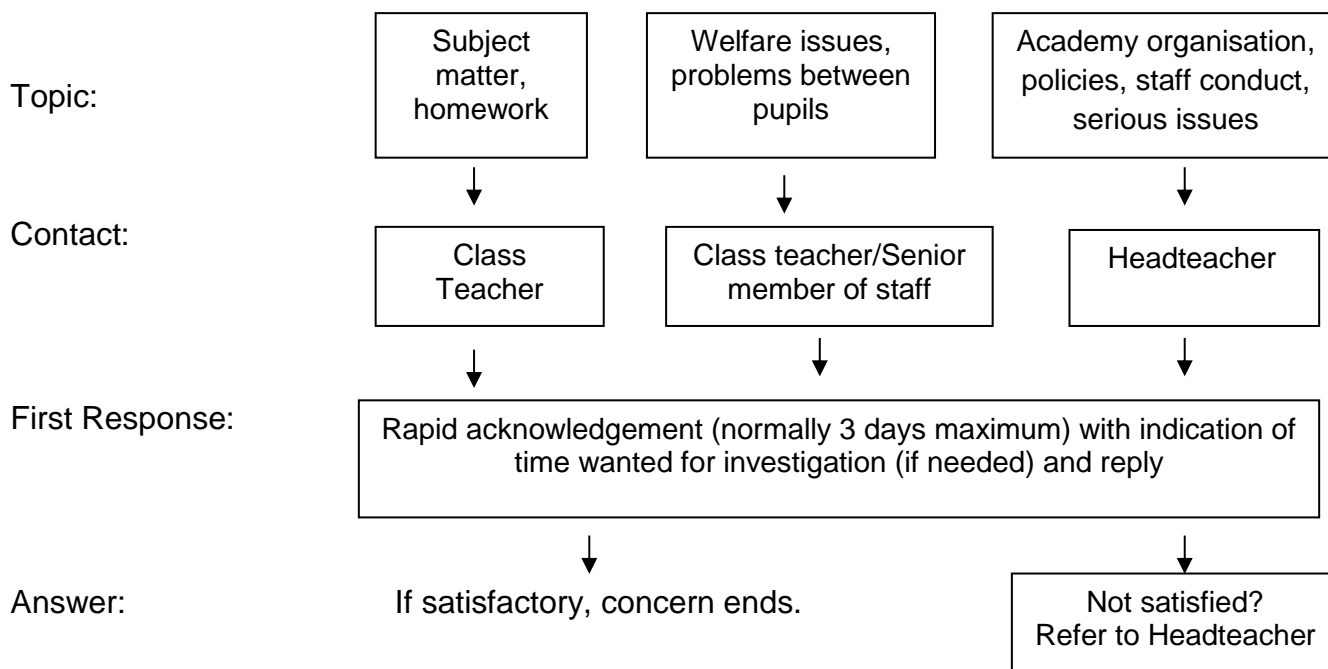 Topic:
Subject
matter,
homework
Welfare issues,
problems between
pupils
Academy organisation,
policies, staff conduct,
serious issues
Contact:
Class
Teacher
Class teacher/Senior
member of staff
Headteacher
First Response:
Rapid acknowledgement (normally 3 days maximum) with indication of
time wanted for investigation (if needed) and reply
Answer:
If satisfactory, concern ends.
Not satisfied?
Refer to Headteacher